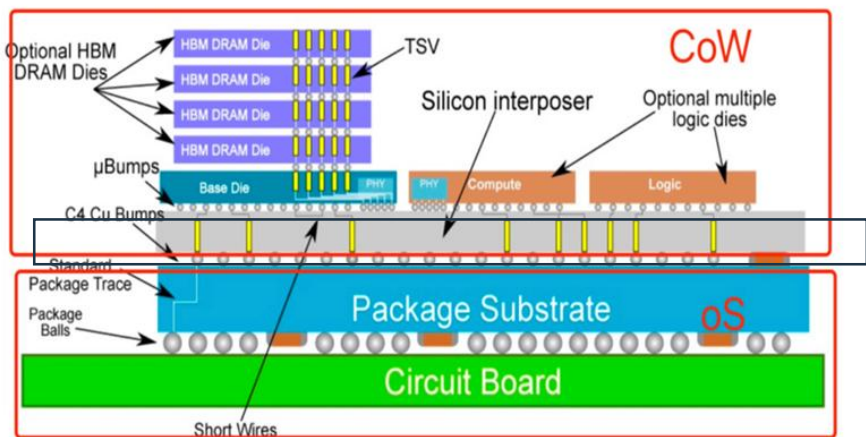 CoW
Optional HBM
DRAM Dies
HBM DRAM Die
HBM DRAM Die
HBM DRAM Die
HBM DRAM Die
TSV
Silicon interposer
Optional multiple
logic dies
µBumps
Base Die
PHY
PHY
Compute
Logic
C4 Cu Bumps
Standard
Package Trace
Package Substrate
oS
Package
Balls
Circuit Board
Short Wires